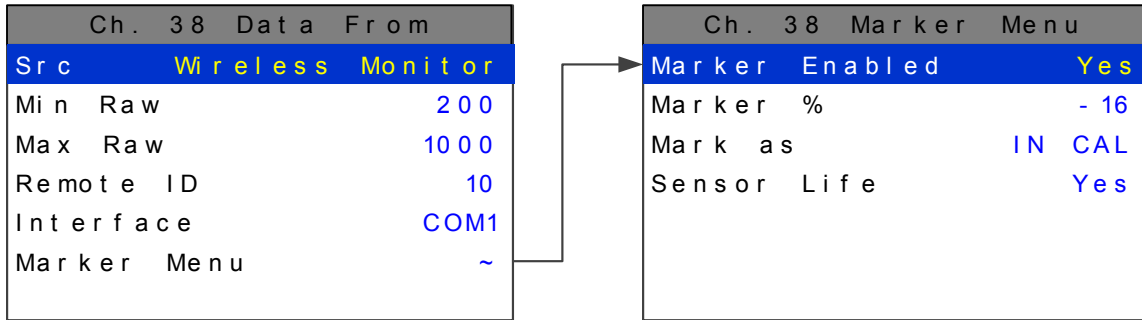 Ch. 38 Data From
Src Wireless Monitor
Min Raw 200
Max Raw 1000
Remote ID 10
Interface COM1
Marker Menu ~
Ch. 38 Marker Menu
Marker Enabled Yes
Marker % -16
Mark as IN CAL
Sensor Life Yes